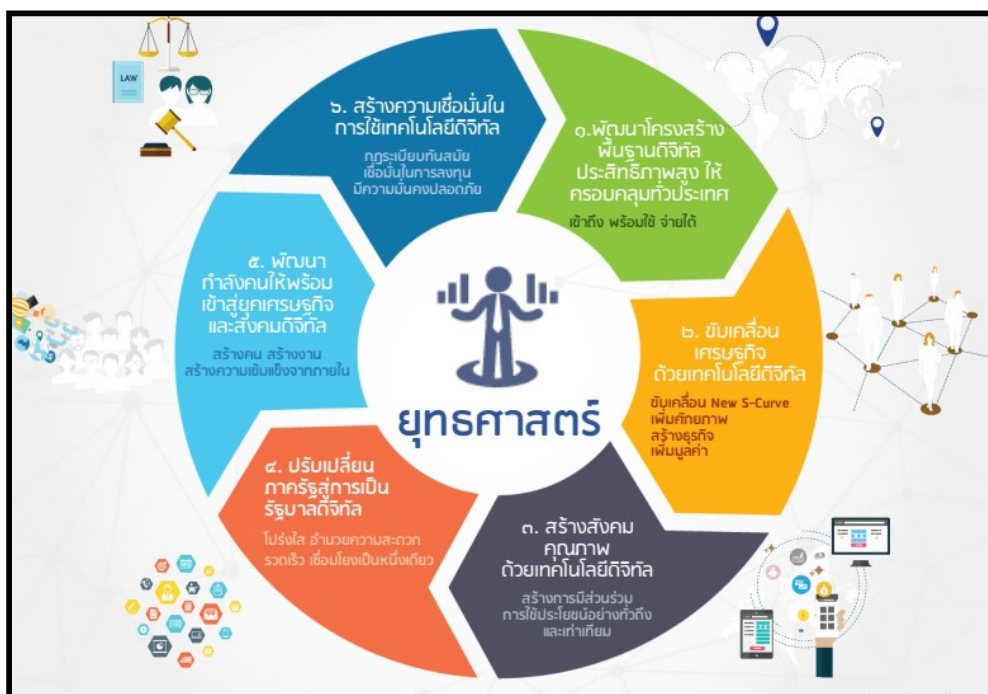 LAW
๖. สร้างความเชื่อมั่นใน
การใช้เทคโนโลยีดิจิทัล
กฎระเบียบทันสมัย
เชื่อมั่นในการลงทุน
มีความมั่นคงปลอดภัย
๑.พัฒนาโครงสร้าง
พื้นฐานดิจิทัล
ประสิทธิภาพสูง ให้
ครอบคลุมทั่วประเทศ
เข้าถึง พร้อมใช้ จ่ายได้
๒. ขับเคลื่อน
เศรษฐกิจ
ด้วยเทคโนโลยีดิจิทัล
ขับเคลื่อน New S-Curve
เพิ่มศักยภาพ
สร้างธุรกิจ
เพิ่มมูลค่า
๓. สร้างสังคม
คุณภาพ
ด้วยเทคโนโลยีดิจิทัล
สร้างการมีส่วนร่วม
การใช้ประโยชน์อย่างทั่วถึง
และเท่าเทียม
๔. ปรับเปลี่ยน
ภาครัฐสู่การเป็น
รัฐบาลดิจิทัล
โปร่งใส อำนวยความสะดวก
รวดเร็ว เชื่อมโยงเป็นหนึ่งเดียว
๕. พัฒนา
กำลังคนให้พร้อม
เข้าสู่ยุคเศรษฐกิจ
และสังคมดิจิทัล
สร้างคน สร้างงาน
สร้างความเข้มแข็งจากภายใน
ยุทธศาสตร์